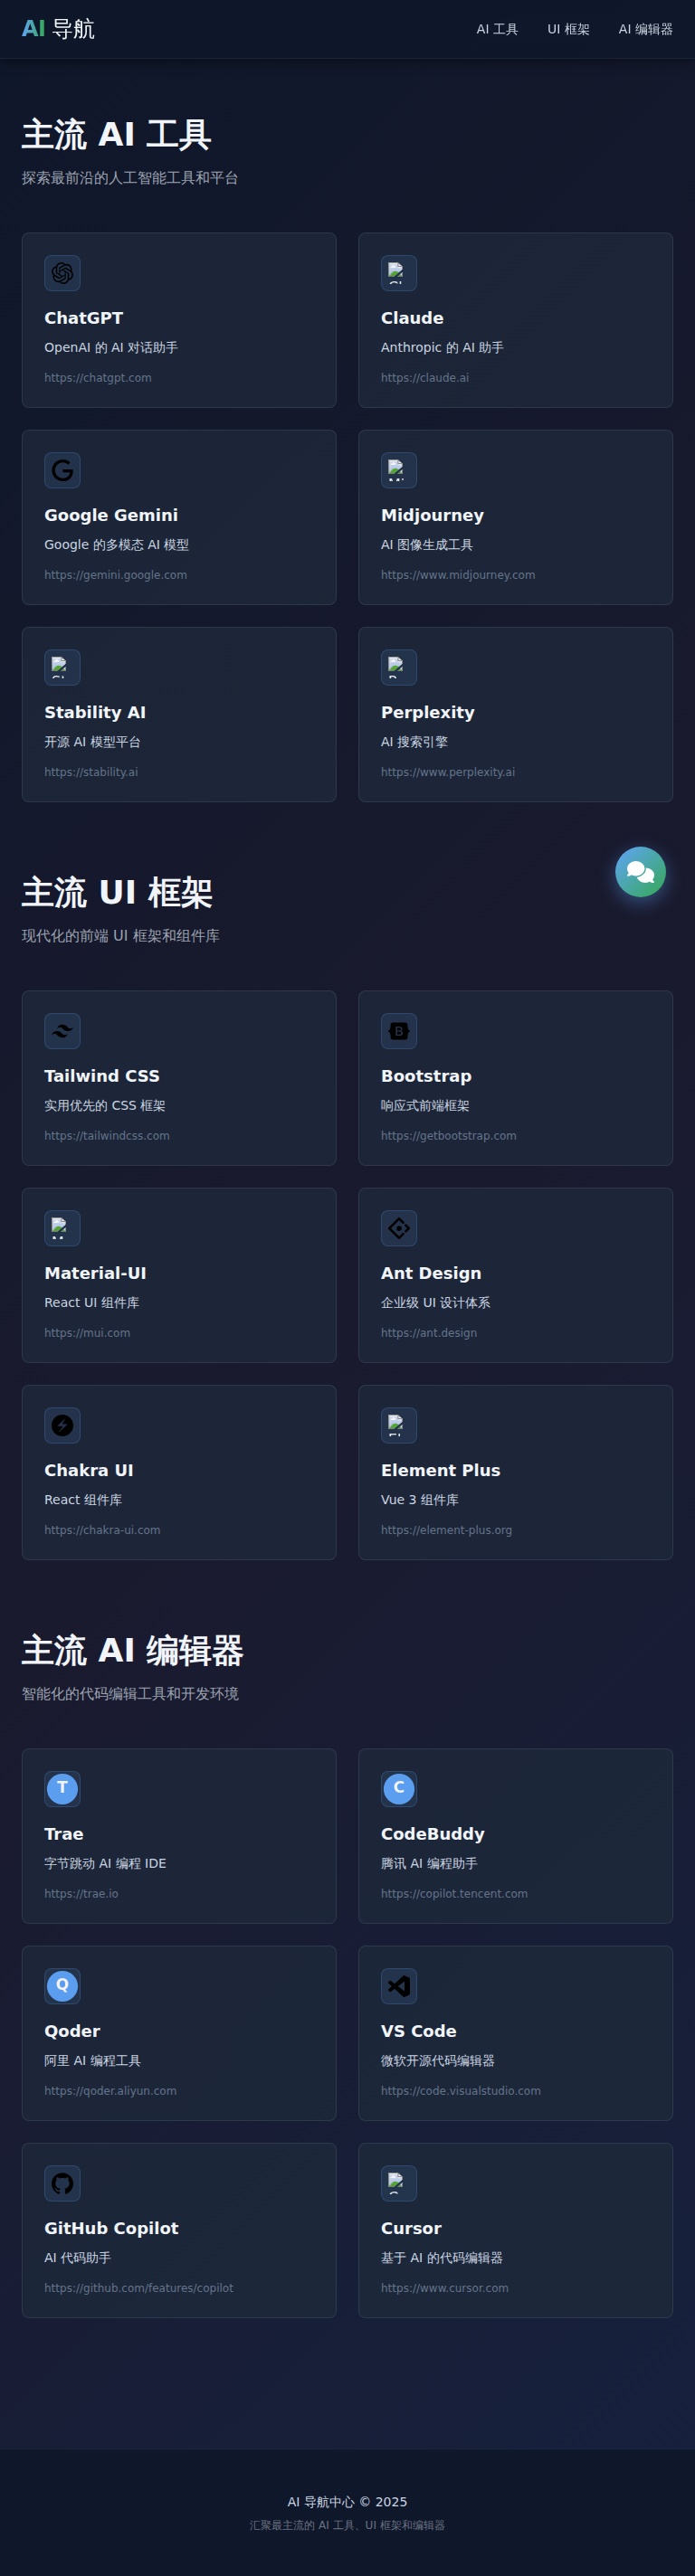 AI 导航
AI 工具
UI 框架
AI 编辑器
主流 AI 工具
探索最前沿的人工智能工具和平台
ChatGPT
OpenAI 的 AI 对话助手
https://chatgpt.com
Claude
Anthropic 的 AI 助手
https://claude.ai
Google Gemini
Google 的多模态 AI 模型
https://gemini.google.com
Midjourney
AI 图像生成工具
https://www.midjourney.com
Stability AI
开源 AI 模型平台
https://stability.ai
Perplexity
AI 搜索引擎
https://www.perplexity.ai
主流 UI 框架
现代化的前端 UI 框架和组件库
Tailwind CSS
实用优先的 CSS 框架
https://tailwindcss.com
B
Bootstrap
响应式前端框架
https://getbootstrap.com
Material-UI
React UI 组件库
https://mui.com
Ant Design
企业级 UI 设计体系
https://ant.design
Chakra UI
React 组件库
https://chakra-ui.com
Element Plus
Vue 3 组件库
https://element-plus.org
主流 AI 编辑器
智能化的代码编辑工具和开发环境
T
Trae
字节跳动 AI 编程 IDE
https://trae.io
C
CodeBuddy
腾讯 AI 编程助手
https://copilot.tencent.com
Q
Qoder
阿里 AI 编程工具
https://qoder.aliyun.com
VS Code
微软开源代码编辑器
https://code.visualstudio.com
GitHub Copilot
AI 代码助手
https://github.com/features/copilot
Cursor
基于 AI 的代码编辑器
https://www.cursor.com
AI 导航中心 © 2025
汇聚最主流的 AI 工具、UI 框架和编辑器